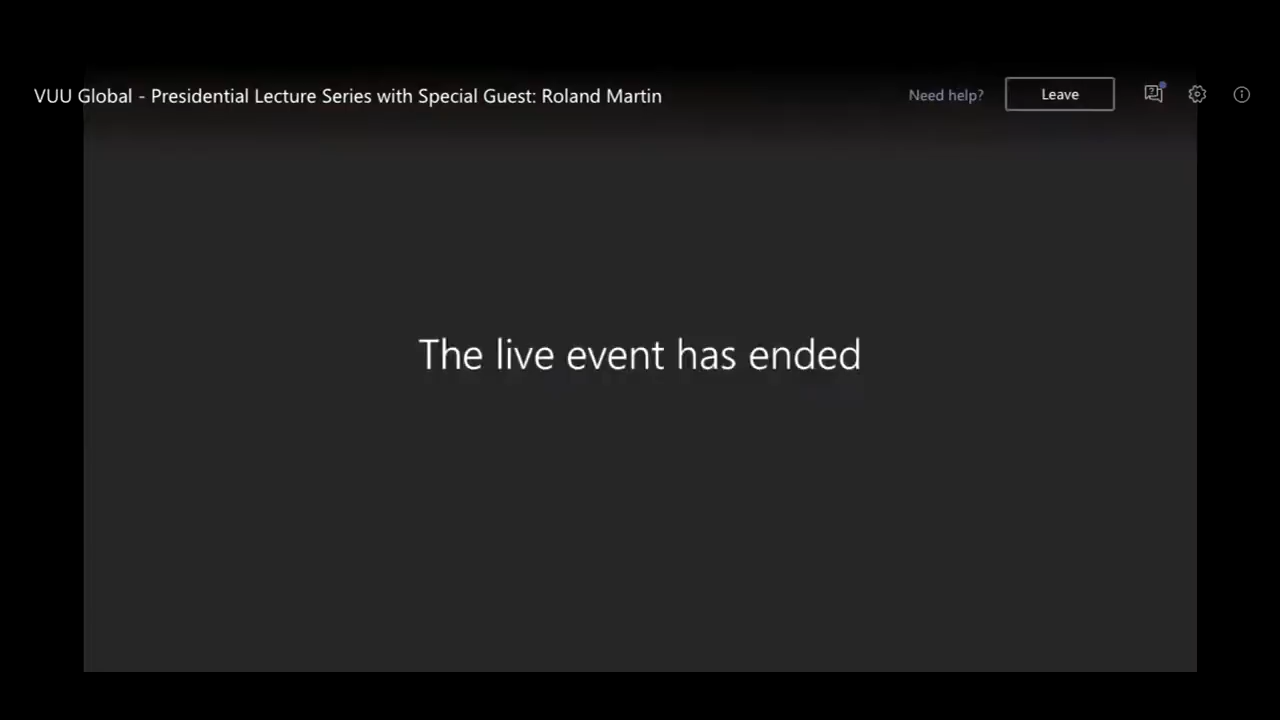 VUU Global - Presidential Lecture Series with Special Guest: Roland Martin
Need help?
Leave
The live event has ended